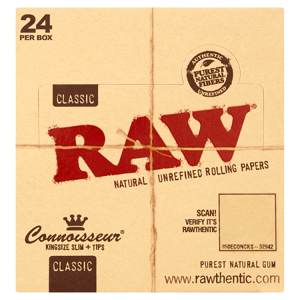 24
PER BOX
AUTHENTIC
PUREST
NATURAL
FIBERS
UNREFINED
CLASSIC
RAW
NATURAL UNREFINED ROLLING PAPERS
SCAN!
VERIFY IT'S
RAWTHENTIC
Connoisseur
KINGSIZE SLIM + TIPS
CLASSIC
PUREST NATURAL GUM
www.rawthentic.com